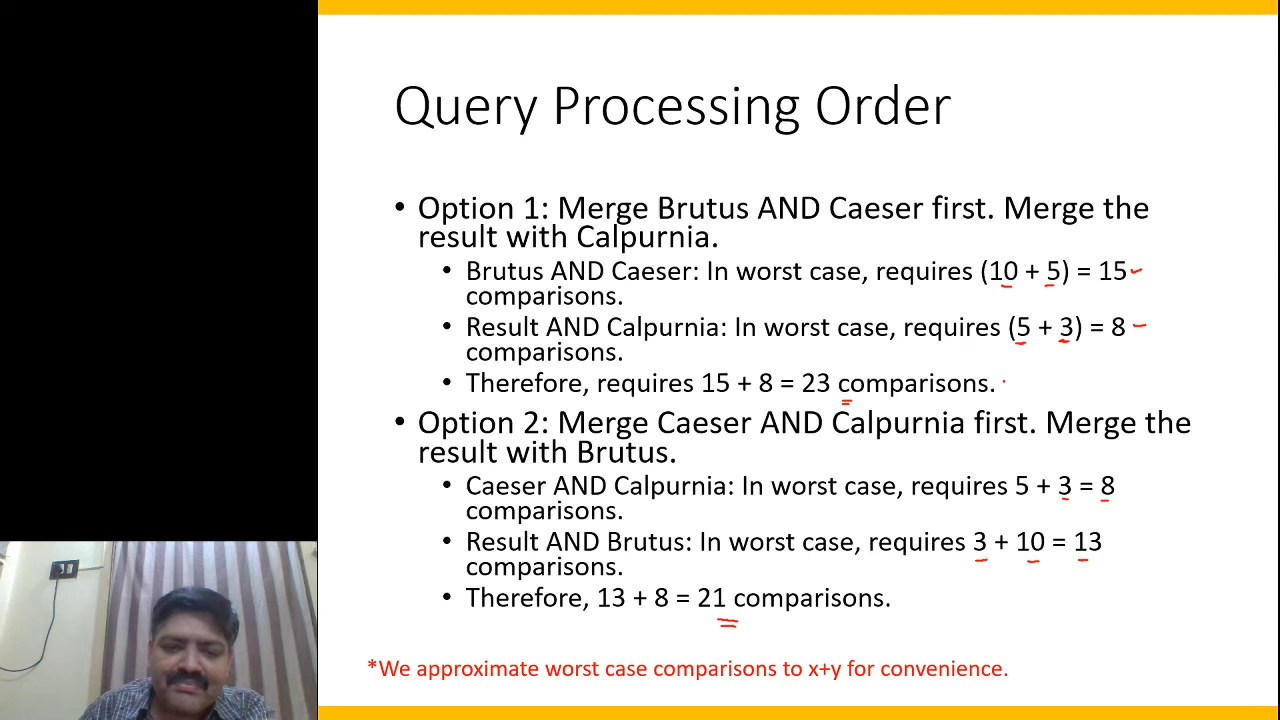 Query Processing Order
• Option 1: Merge Brutus AND Caeser first. Merge the
result with Calpurnia.
• Brutus AND Caeser: In worst case, requires (10 + 5) = 15
comparisons.
• Result AND Calpurnia: In worst case, requires (5 + 3) = 8
comparisons.
• Therefore, requires 15 + 8 = 23 comparisons.
• Option 2: Merge Caeser AND Calpurnia first. Merge the
result with Brutus.
• Caeser AND Calpurnia: In worst case, requires 5 + 3 = 8
comparisons.
• Result AND Brutus: In worst case, requires 3 + 10 = 13
comparisons.
• Therefore, 13 + 8 = 21 comparisons.
*We approximate worst case comparisons to x+y for convenience.